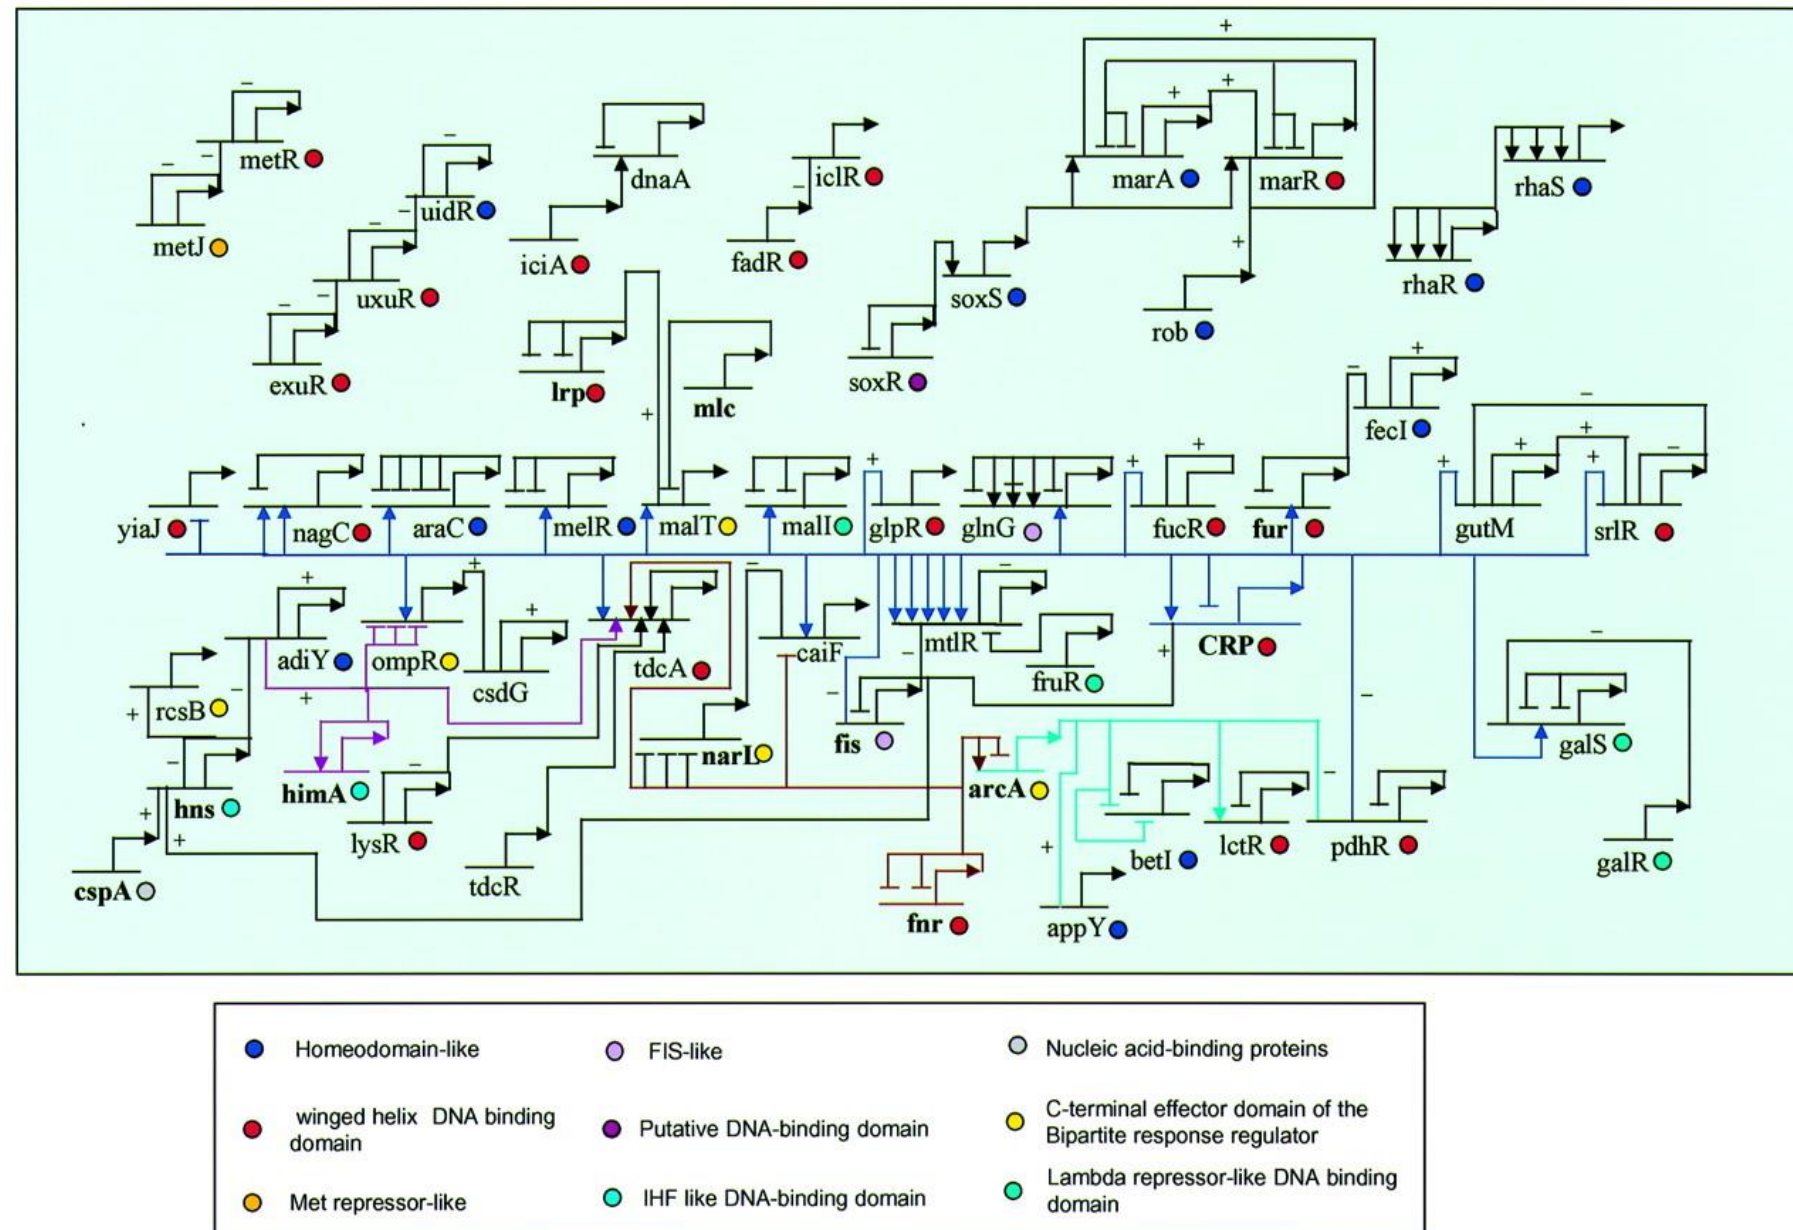 metR
metJ
uidR
uxuR
exuR
dnaA
iciA
iclR
fadR
marA
marR
rhaS
rhaR
soxS
rob
soxR
lrp
mlc
fecI
yiaJ
nagC
araC
melR
malT
malI
glpR
glnG
fucR
fur
gutM
srlR
adiY
ompR
csdG
tdcA
caiF
mtlR
fruR
CRP
rcsB
hns
himA
narL
fis
arcA
galS
cspA
lysR
tdcR
fnr
appY
betI
lctR
pdhR
galR
Homeodomain-like
FIS-like
Nucleic acid-binding proteins
winged helix DNA binding
domain
Putative DNA-binding domain
C-terminal effector domain of the
Bipartite response regulator
Met repressor-like
IHF like DNA-binding domain
Lambda repressor-like DNA binding
domain